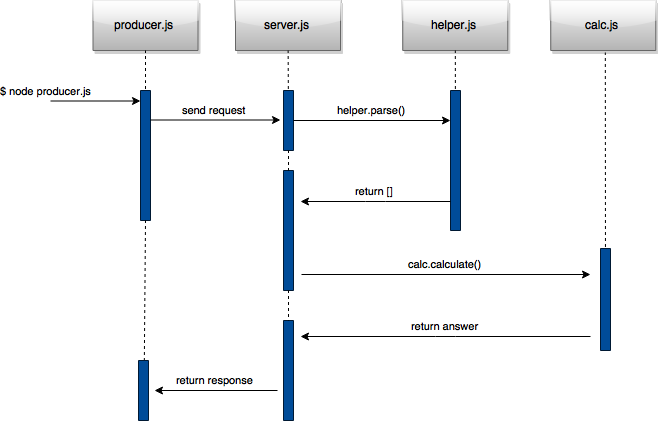 producer.js
server.js
helper.js
calc.js
$ node producer.js
send request
helper.parse()
return []
calc.calculate()
return answer
return response